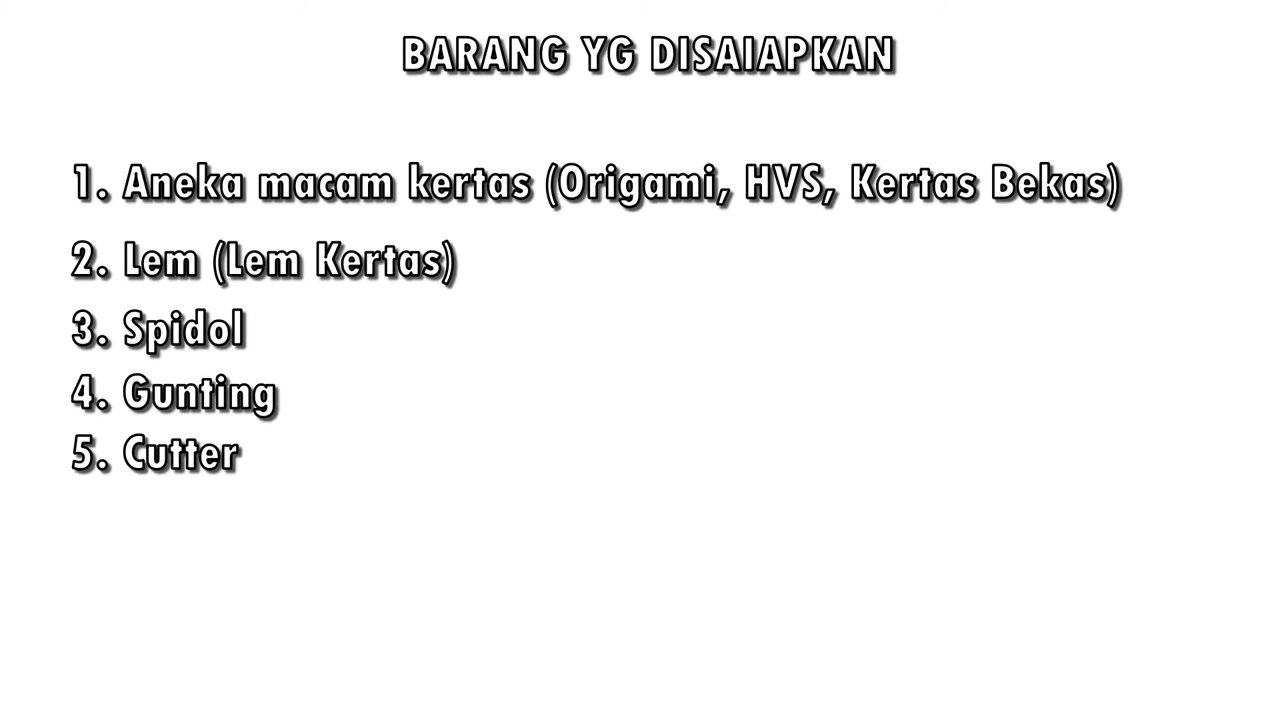 BARANG YG DISAIAPKAN
1. Aneka macam kertas (Origami, HVS, Kertas Bekas)
2. Lem (Lem Kertas)
3. Spidol
4. Gunting
5. Cutter